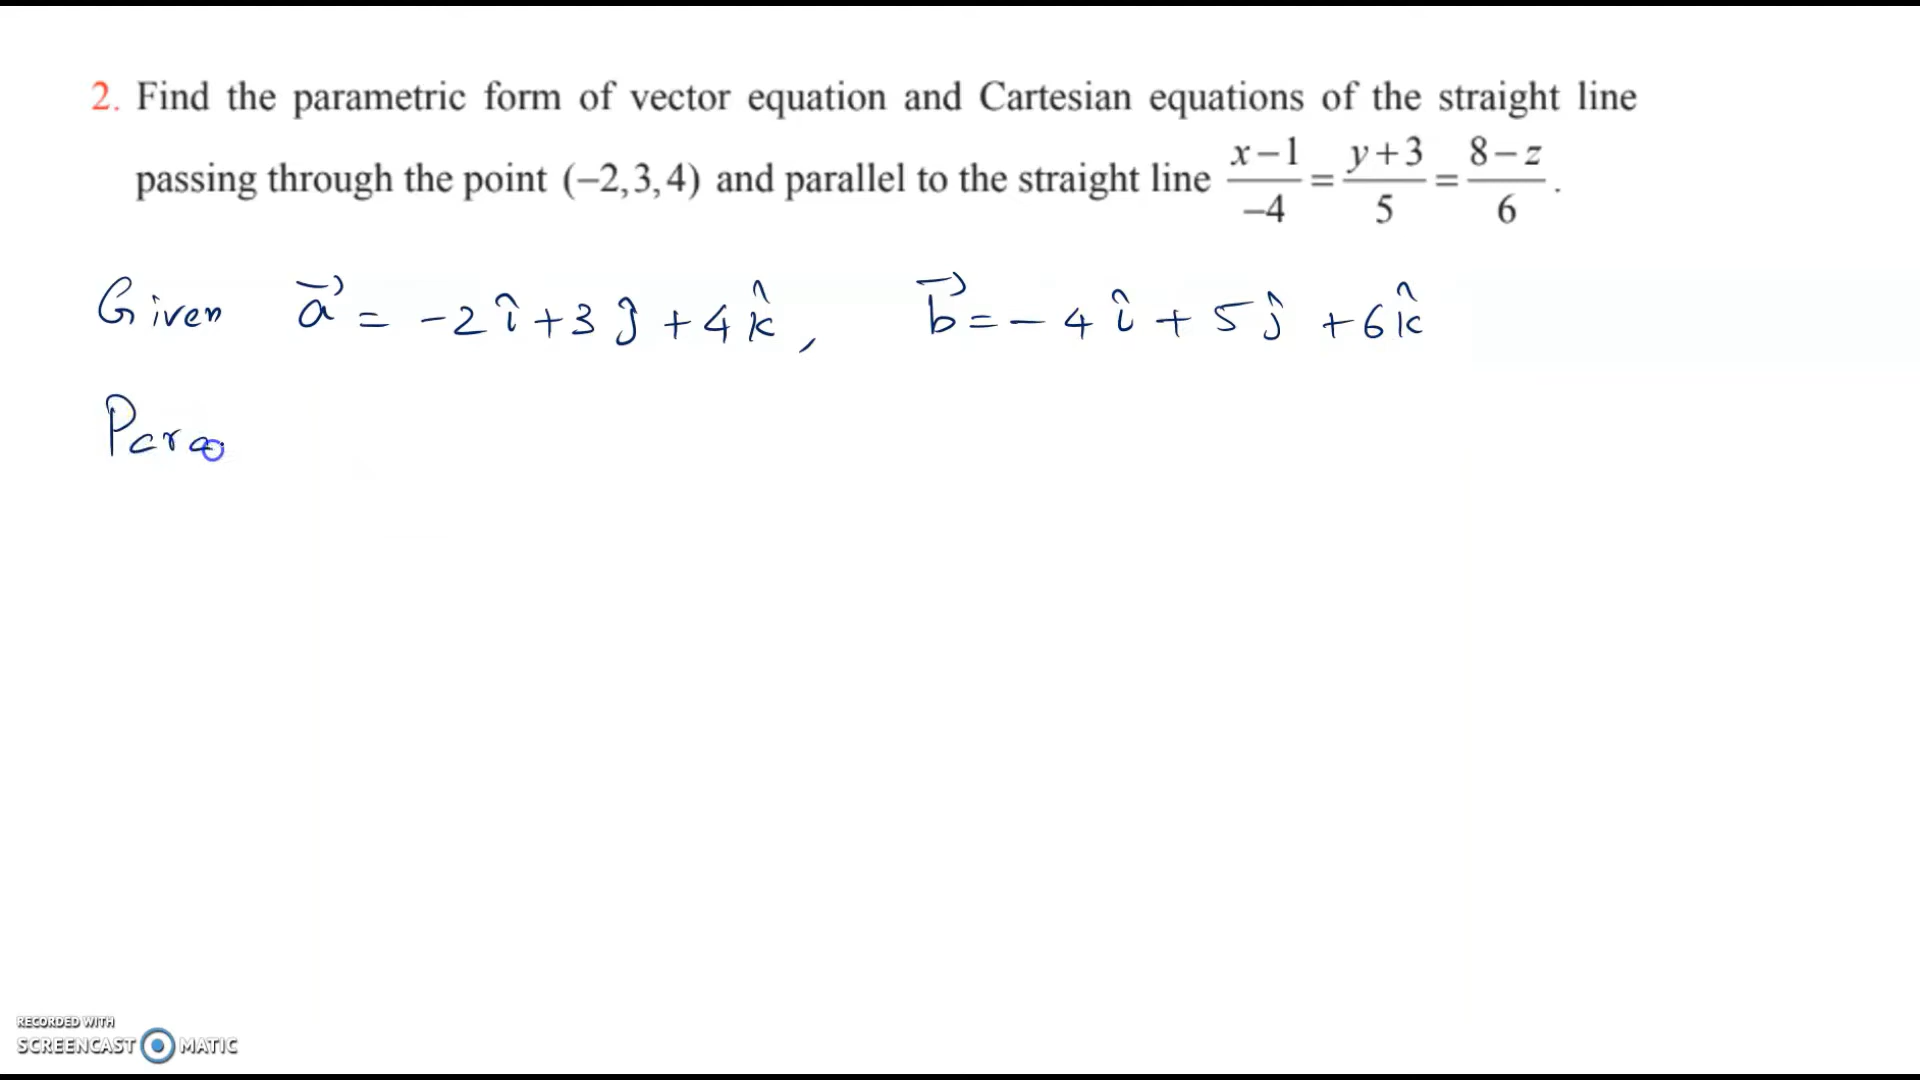 2. Find the parametric form of vector equation and Cartesian equations of the straight line
passing through the point (−2,3,4) and parallel to the straight line (x−1)/−4 = (y+3)/5 = (8−z)/6.
Given a⃗ = -2î+3ĵ+4k̂, b⃗ = -4î+5ĵ+6k̂
Para
RECORDED WITH
SCREENCAST MATIC